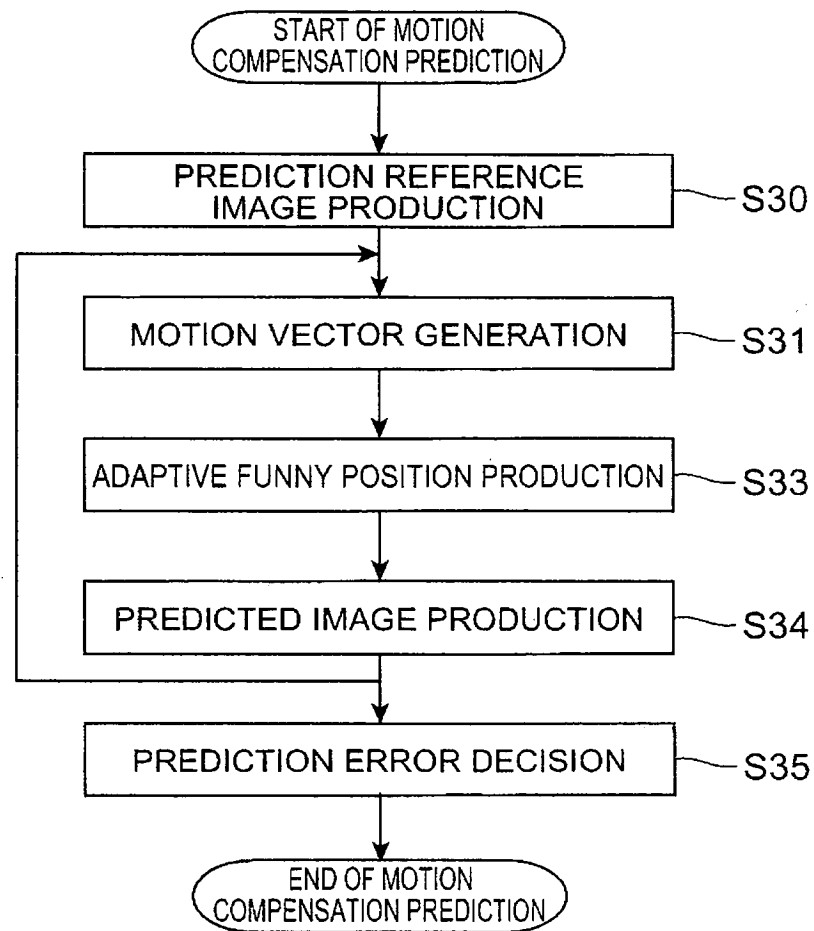 START OF MOTION
COMPENSATION PREDICTION
PREDICTION REFERENCE
IMAGE PRODUCTION
S30
MOTION VECTOR GENERATION
S31
ADAPTIVE FUNNY POSITION PRODUCTION
S33
PREDICTED IMAGE PRODUCTION
S34
PREDICTION ERROR DECISION
S35
END OF MOTION
COMPENSATION PREDICTION